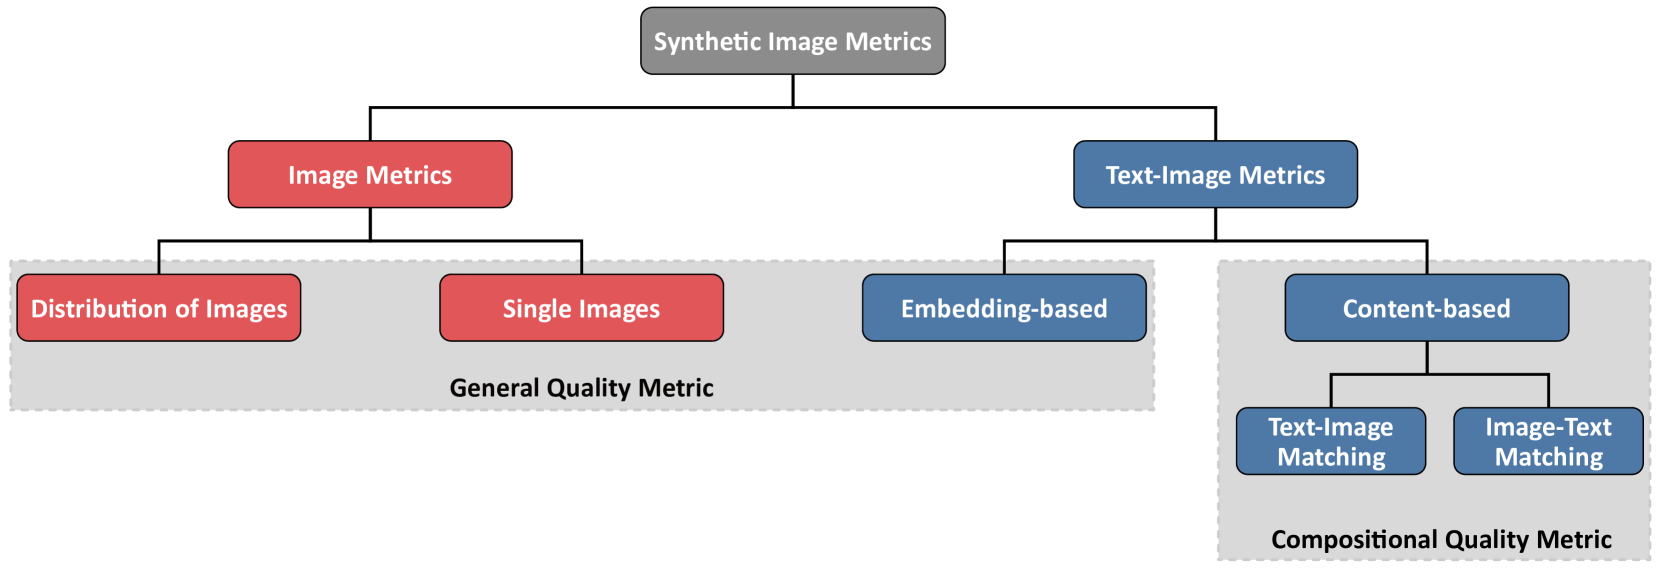 Synthetic Image Metrics
Image Metrics
Text-Image Metrics
Distribution of Images
Single Images
Embedding-based
Content-based
General Quality Metric
Text-Image
Matching
Image-Text
Matching
Compositional Quality Metric